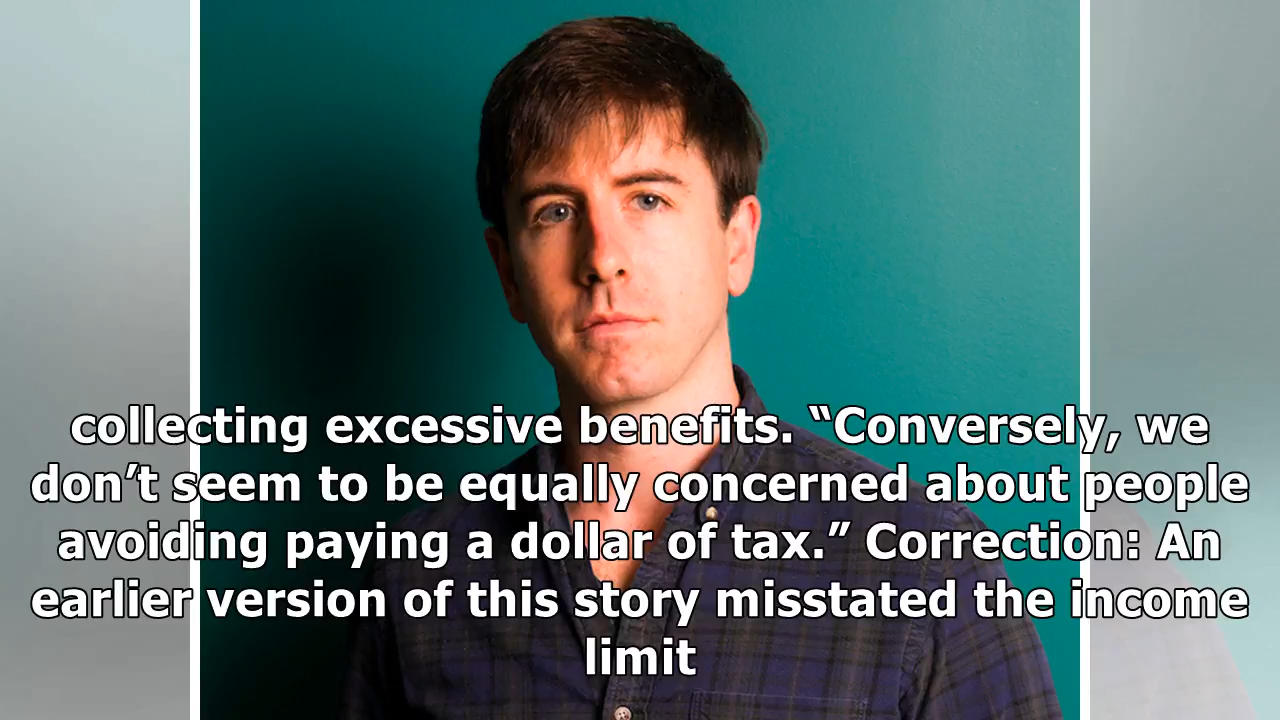 collecting excessive benefits. “Conversely, we
don’t seem to be equally concerned about people
avoiding paying a dollar of tax.” Correction: An
earlier version of this story misstated the income
limit